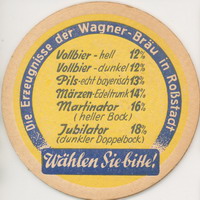 Die Erzeugnisse der Wagner-Bräu in Roßstadt
Vollbier - hell 12%
Vollbier - dunkel 12%
Pils - echt bayerisch 13%
Märzen - Edeltrunk 14%
Martinator 16%
(heller Bock)
Jubilator 18%
(dunkler Doppelbock)
Wählen Sie bitte!